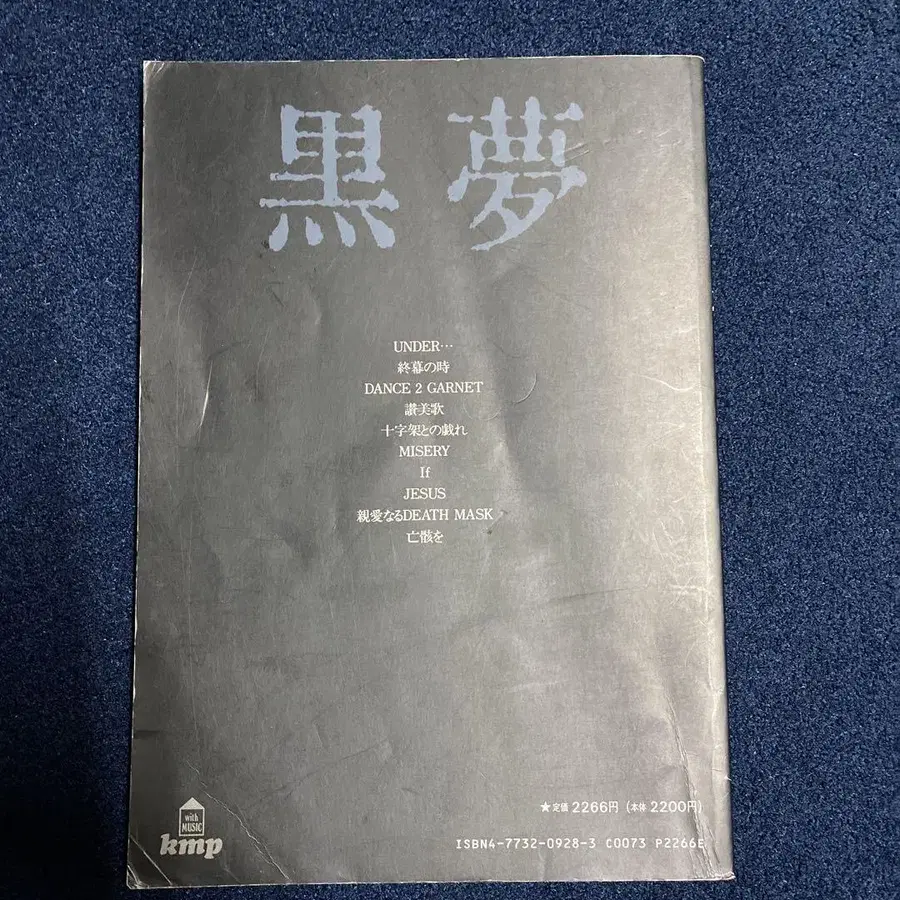 黒夢
UNDER…
終幕の時
DANCE 2 GARNET
讃美歌
十字架との戯れ
MISERY
If
JESUS
親愛なるDEATH MASK
亡骸を
★定価 2266円 (本体 2200円)
with
MUSIC
kmp
ISBN4-7732-0928-3 C0073 P2266E